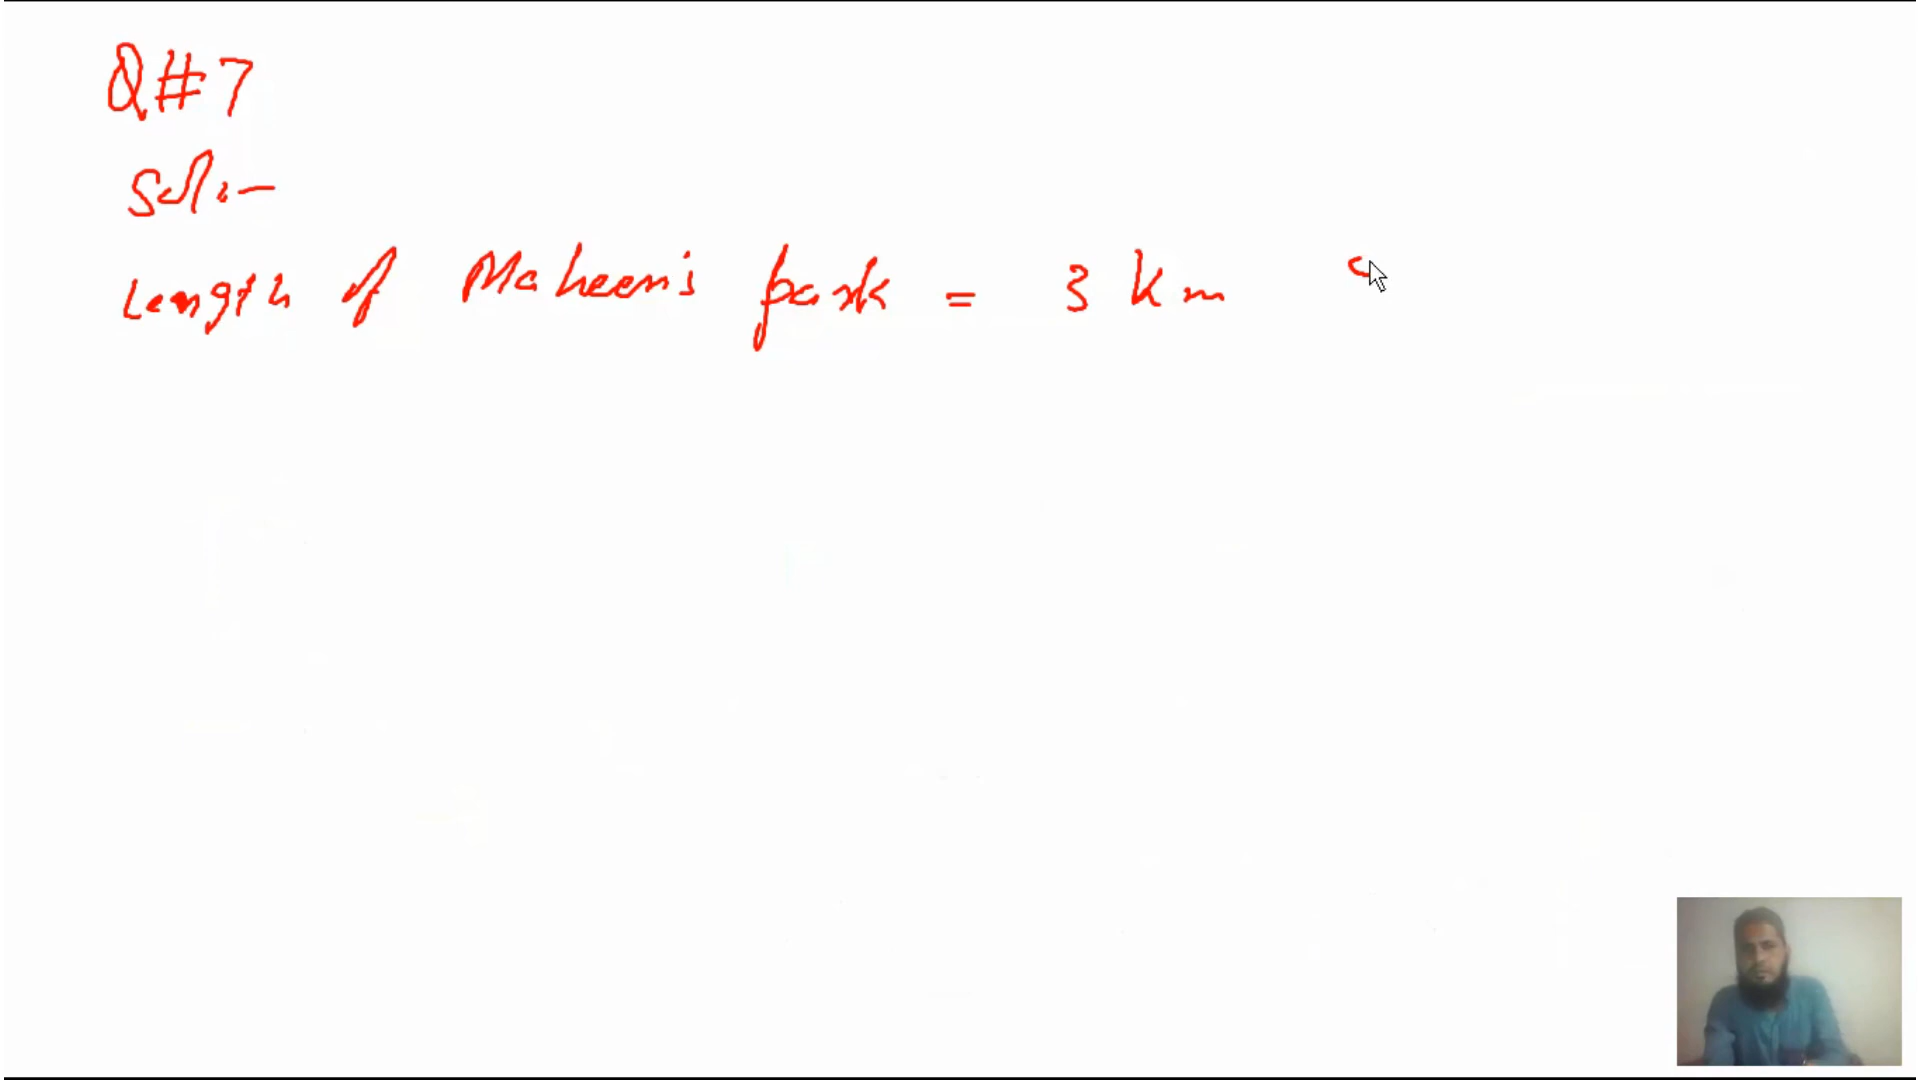 Q#7
Sol:-
Length of Maheen's park = 3 km